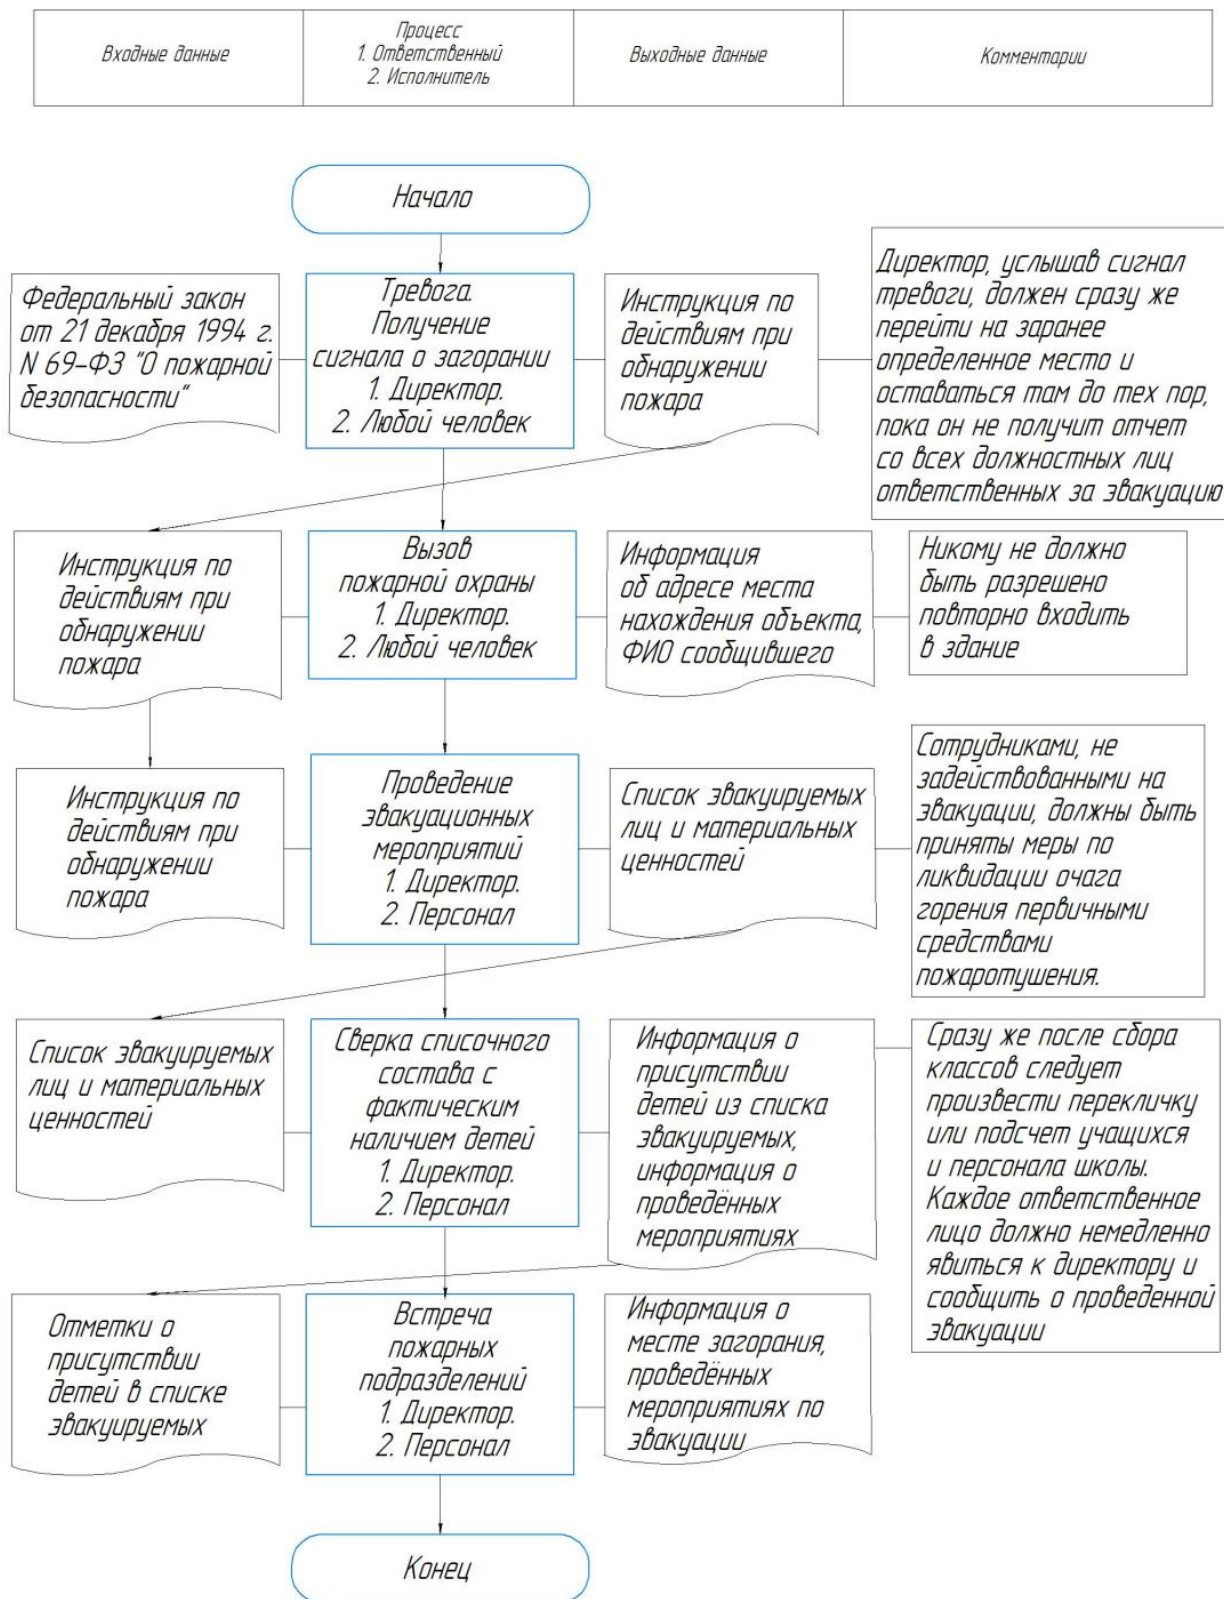 Входные данные
Процесс
1. Ответственный
2. Исполнитель
Выходные данные
Комментарии
Начало
Федеральный закон
от 21 декабря 1994 г.
N 69-ФЗ "О пожарной
безопасности"
Тревога.
Получение
сигнала о загорании
1. Директор.
2. Любой человек
Инструкция по
действиям при
обнаружении
пожара
Директор, услышав сигнал
тревоги, должен сразу же
перейти на заранее
определенное место и
оставаться там до тех пор,
пока он не получит отчет
со всех должностных лиц
ответственных за эвакуацию
Инструкция по
действиям при
обнаружении
пожара
Вызов
пожарной охраны
1. Директор.
2. Любой человек
Информация
об адресе места
нахождения объекта,
ФИО сообщившего
Никому не должно
быть разрешено
повторно входить
в здание
Инструкция по
действиям при
обнаружении
пожара
Проведение
эвакуационных
мероприятий
1. Директор.
2. Персонал
Список эвакуируемых
лиц и материальных
ценностей
Сотрудниками, не
задействованными на
эвакуации, должны быть
приняты меры по
ликвидации очага
горения первичными
средствами
пожаротушения.
Список эвакуируемых
лиц и материальных
ценностей
Сверка списочного
состава с
фактическим
наличием детей
1. Директор.
2. Персонал
Информация о
присутствии
детей из списка
эвакуируемых,
информация о
проведённых
мероприятиях
Сразу же после сбора
классов следует
произвести перекличку
или подсчет учащихся
и персонала школы.
Каждое ответственное
лицо должно немедленно
явиться к директору и
сообщить о проведенной
эвакуации
Отметки о
присутствии
детей в списке
эвакуируемых
Встреча
пожарных
подразделений
1. Директор.
2. Персонал
Информация о
месте загорания,
проведённых
мероприятиях по
эвакуации
Конец